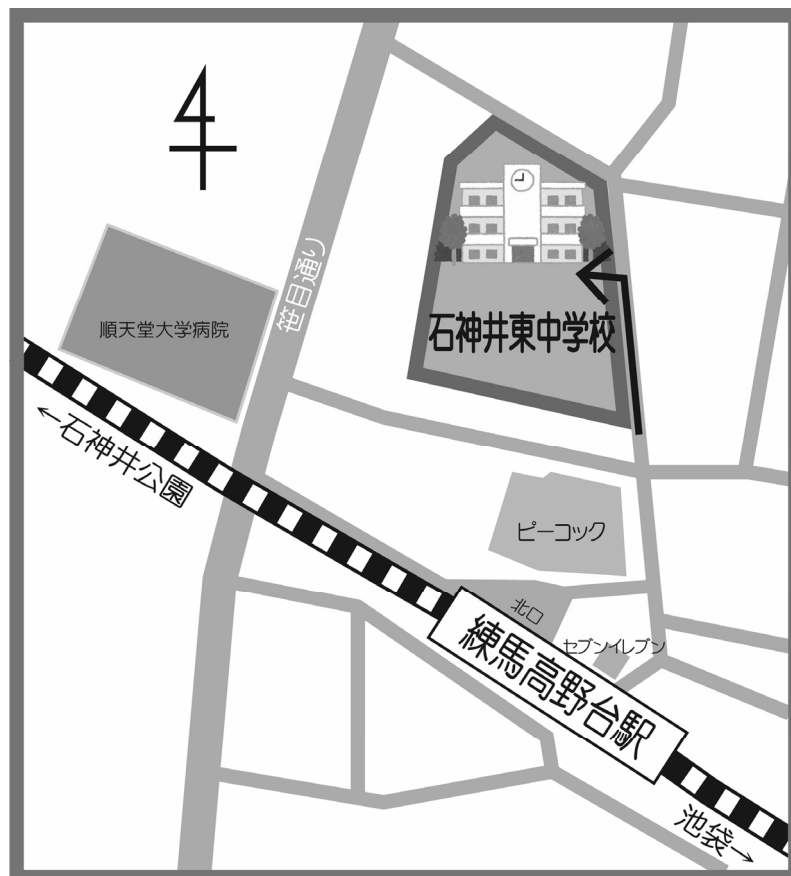 笹目通り
順天堂大学病院
石神井東中学校
←石神井公園
ピーコック
北口
セブンイレブン
練馬高野台駅
池袋→